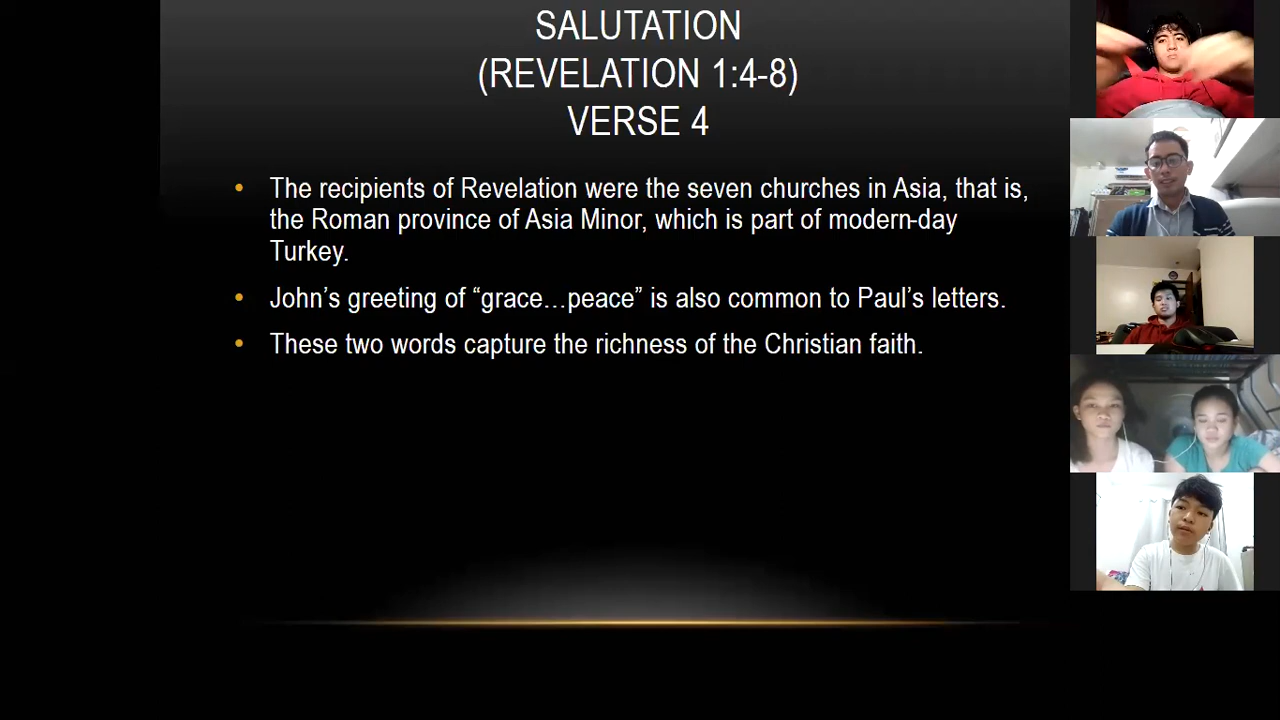 SALUTATION
(REVELATION 1:4-8)
VERSE 4
• The recipients of Revelation were the seven churches in Asia, that is,
the Roman province of Asia Minor, which is part of modern-day
Turkey.
• John’s greeting of “grace…peace” is also common to Paul’s letters.
• These two words capture the richness of the Christian faith.